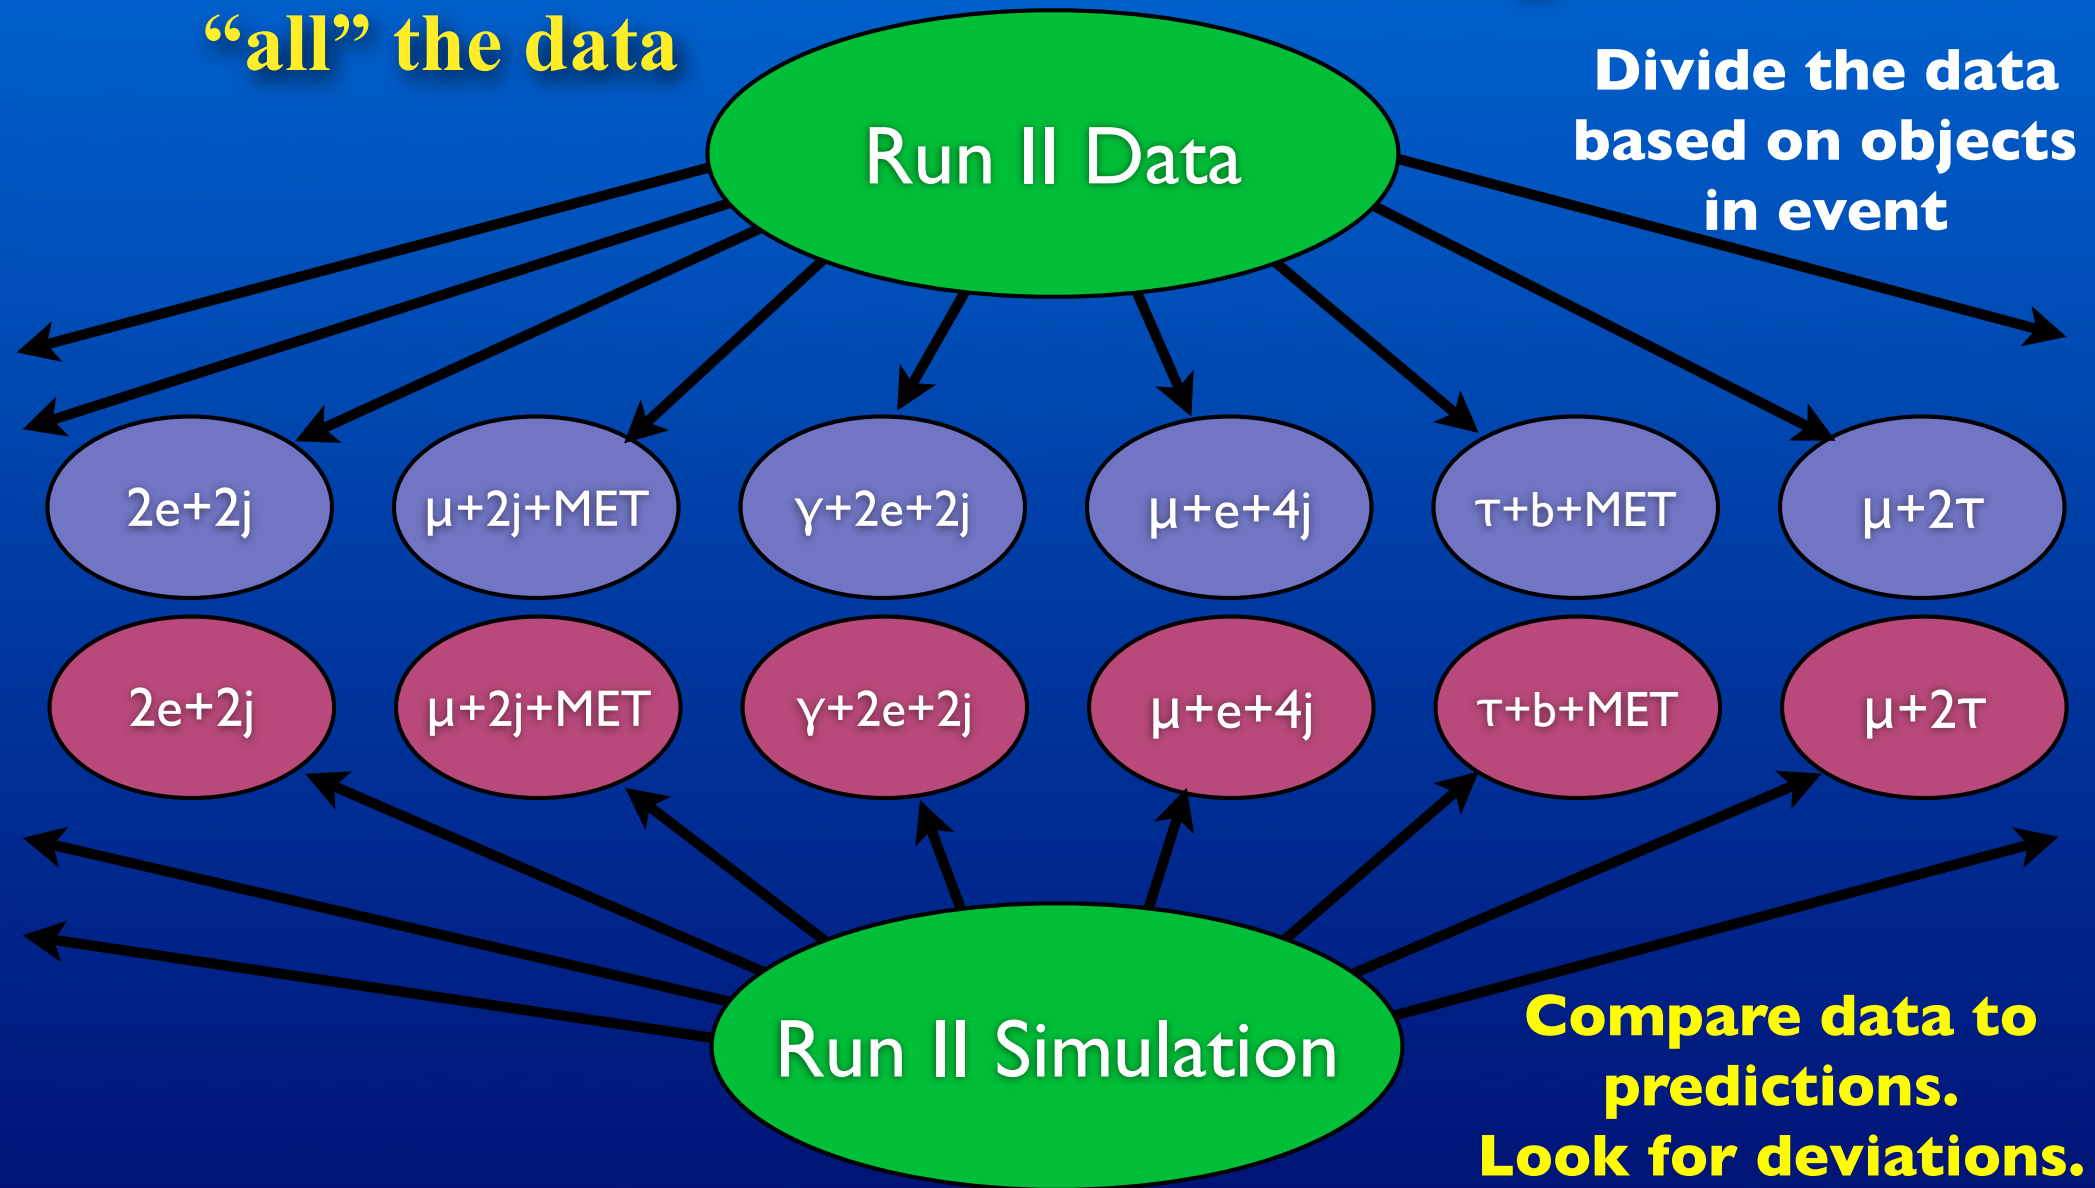 “all” the data
Divide the data
based on objects
in event
Run II Data
2e+2j
μ+2j+MET
γ+2e+2j
μ+e+4j
τ+b+MET
μ+2τ
2e+2j
μ+2j+MET
γ+2e+2j
μ+e+4j
τ+b+MET
μ+2τ
Run II Simulation
Compare data to
predictions.
Look for deviations.